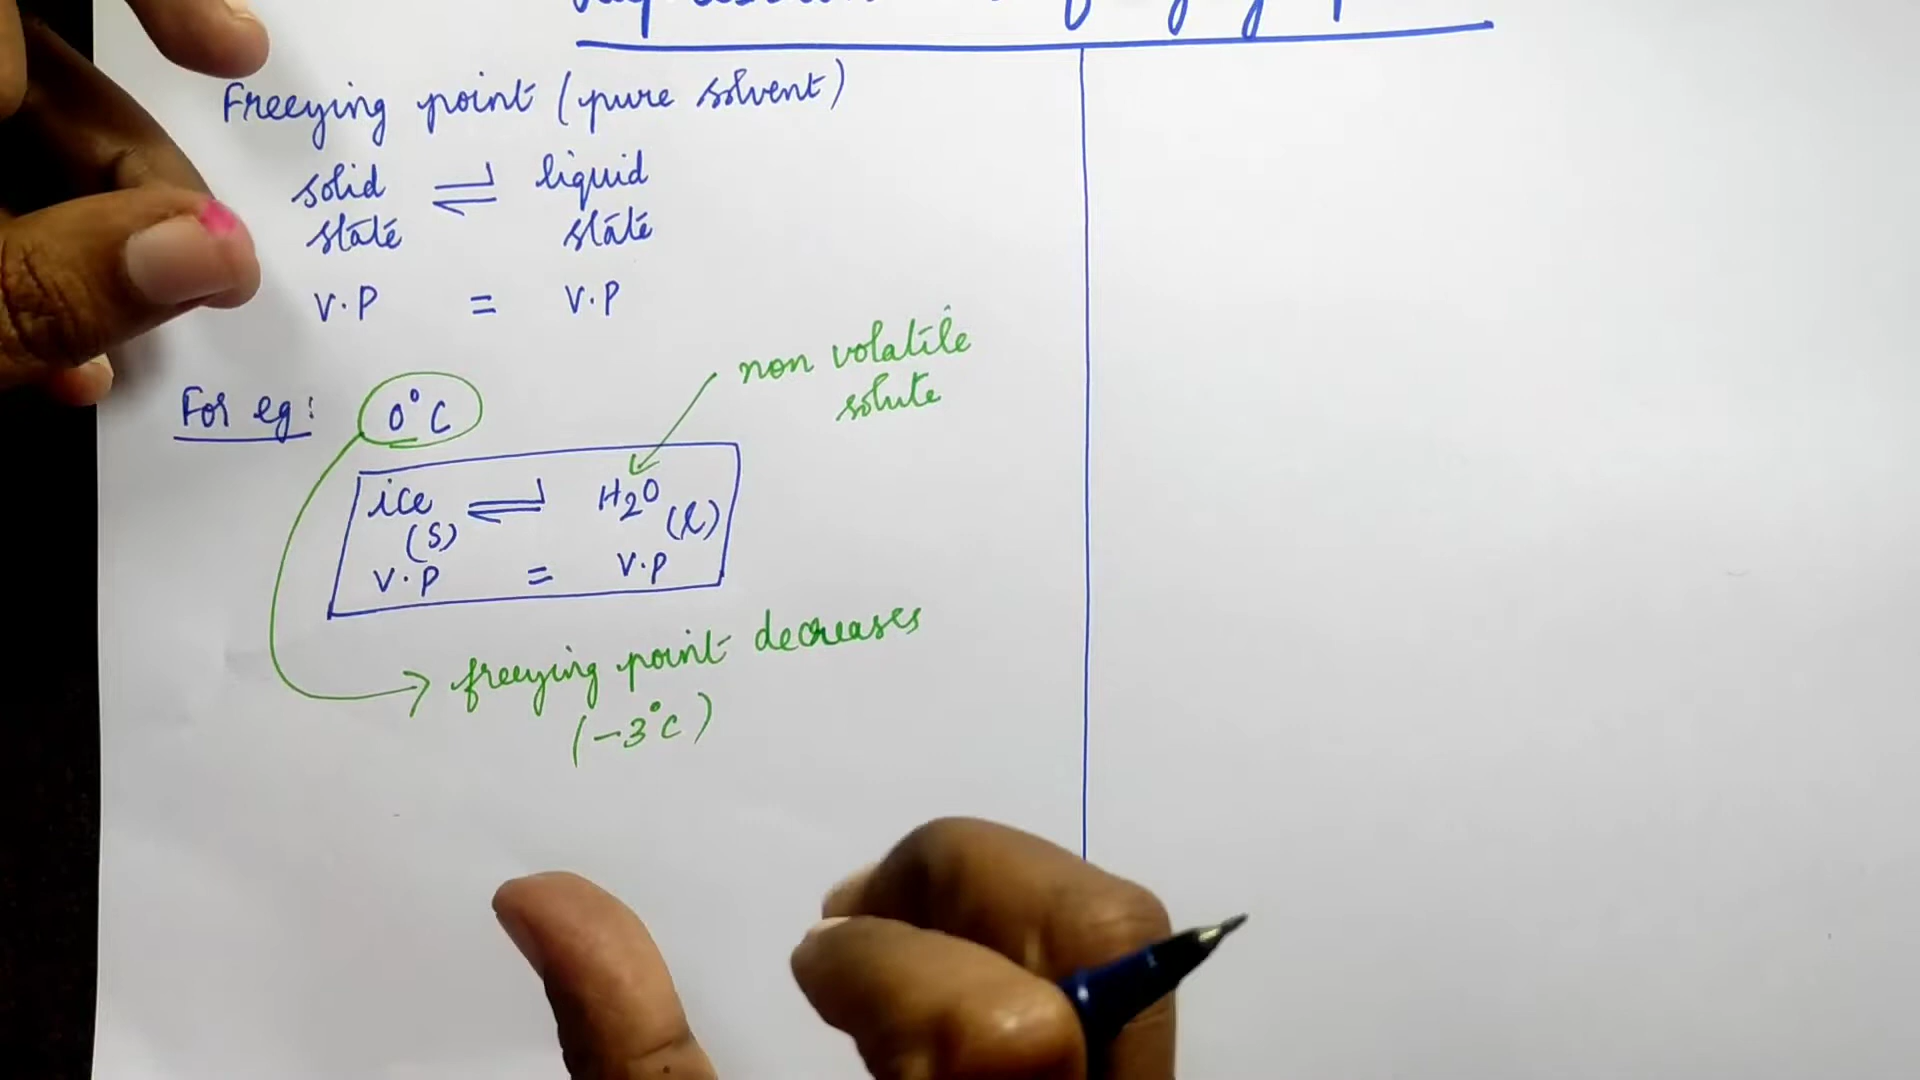 Freezing point (pure solvent)
solid ⇌ liquid
state state
V.P = V.P
non volatile
solute
For eg: 0°C
ice ⇌ H2O
(s) (l)
V.P = V.P
freezing point decreases
(-3°C)